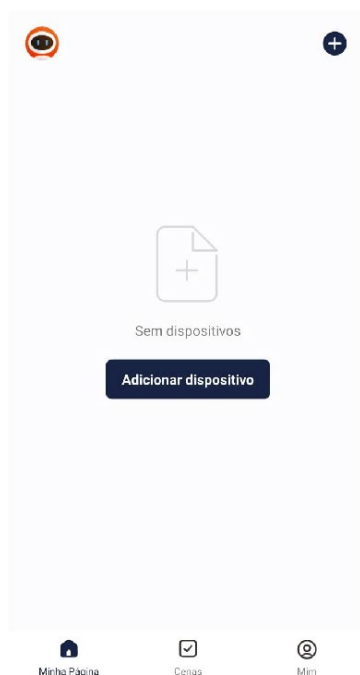 Sem dispositivos
Adicionar dispositivo
Minha Página
Cenas
Mim